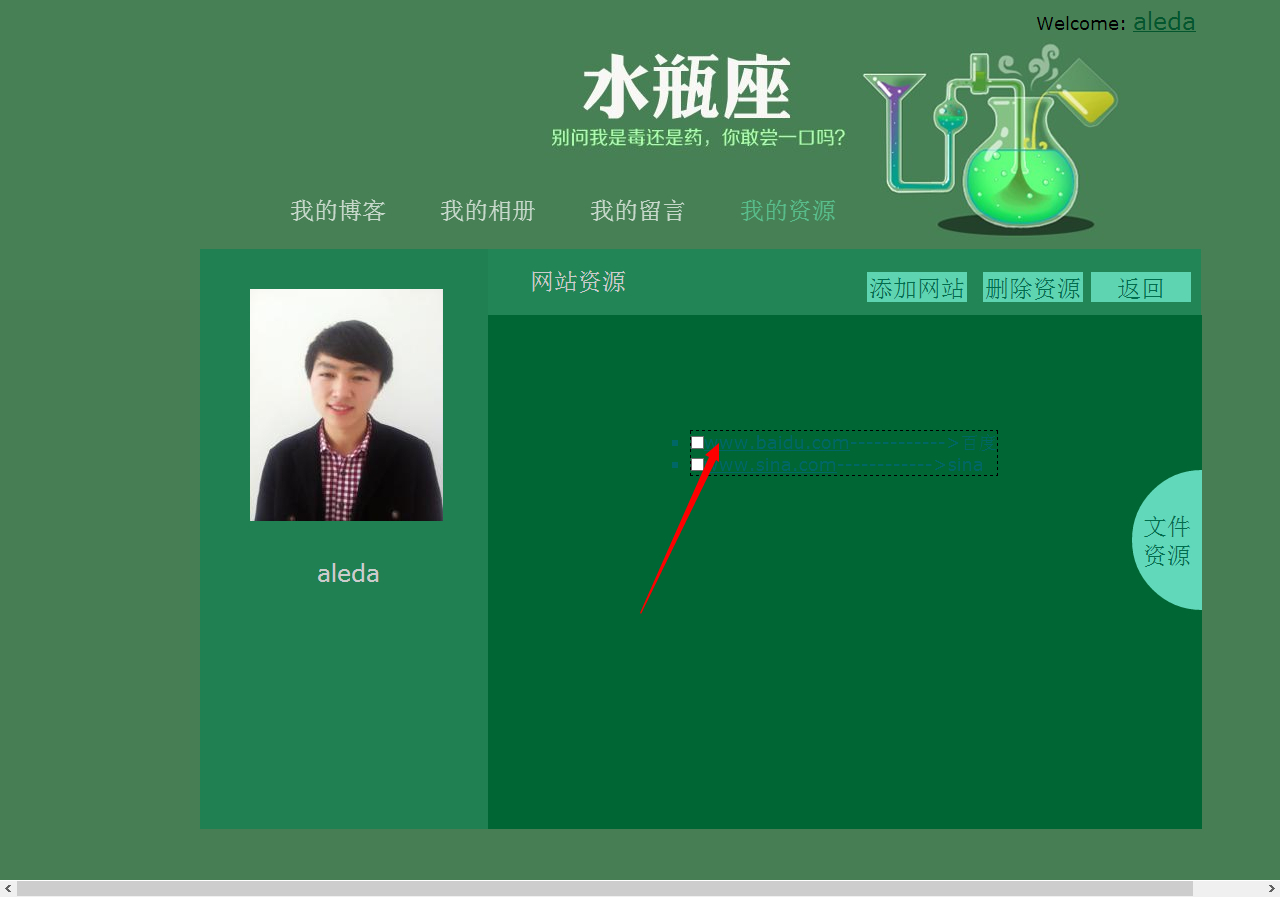 Welcome: aleda
水瓶座
别问我是毒还是药，你敢尝一口吗?
我的博客 我的相册 我的留言 我的资源
网站资源 添加网站 删除资源 返回
www.baidu.com------------>百度
www.sina.com------------>sina
文件
资源
aleda